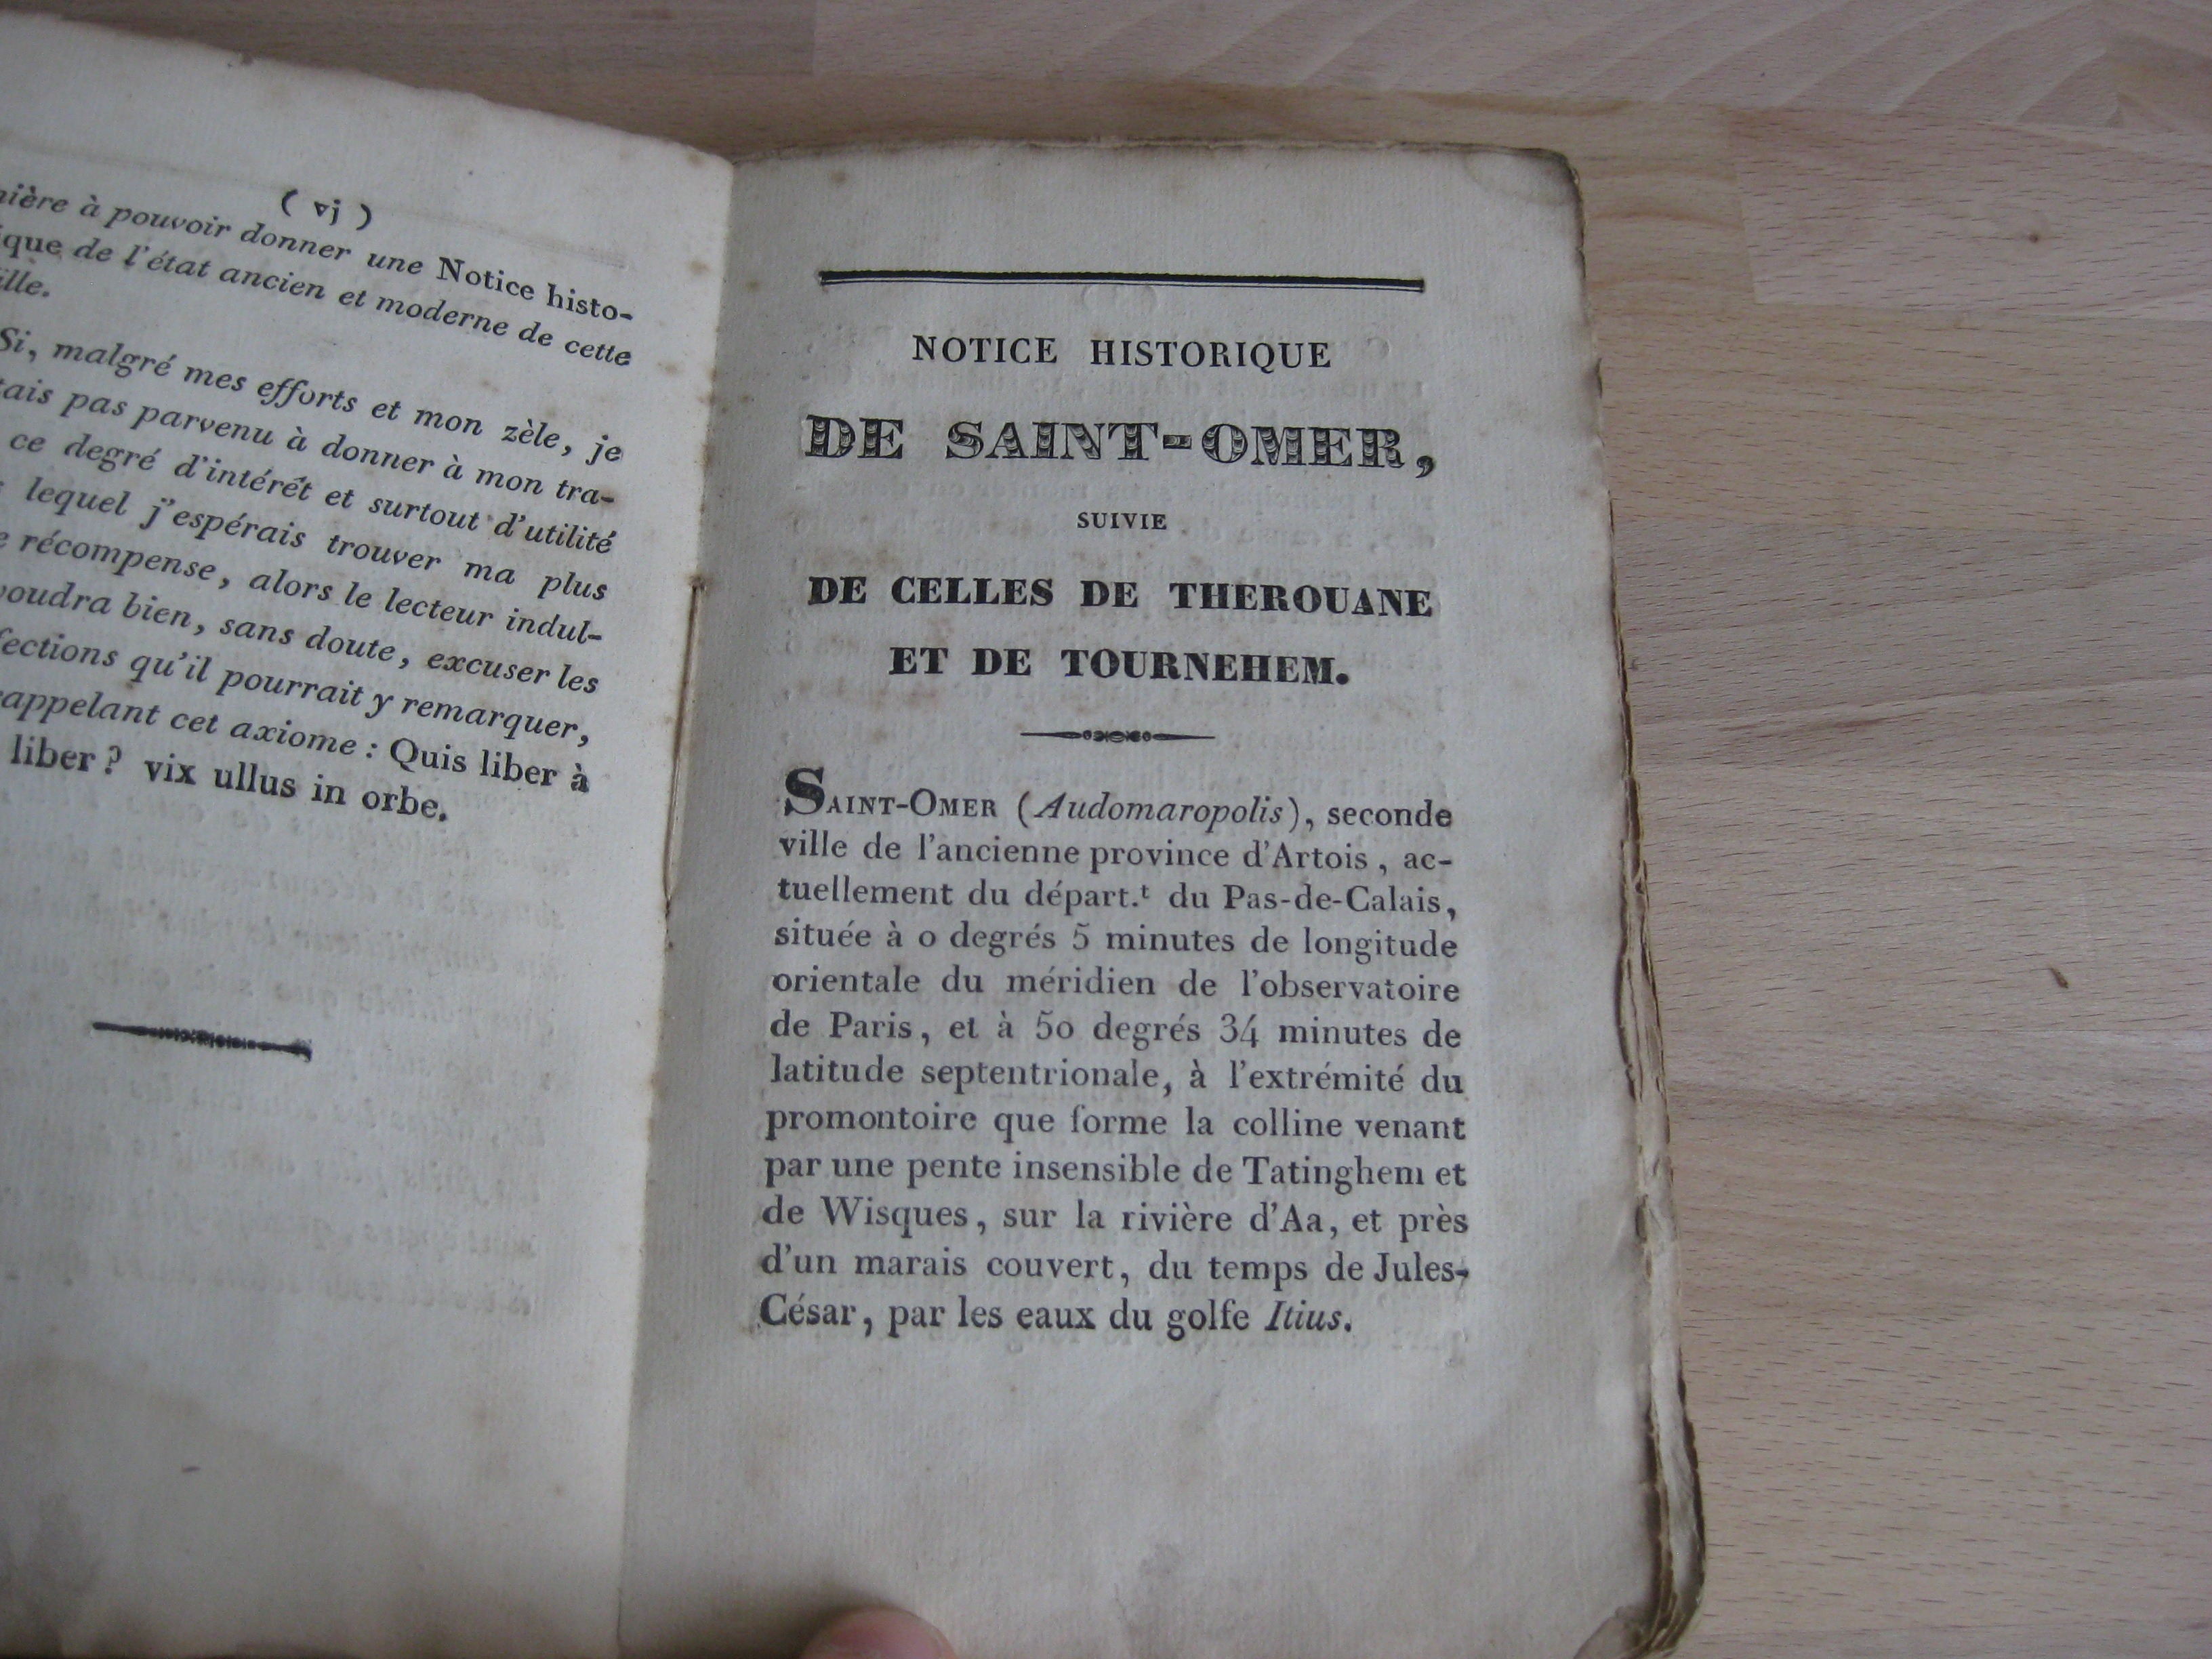 ( vj )
à pouvoir donner une Notice histo-
de l'état ancien et moderne de cette
Si, malgré mes efforts et mon zèle, je
pas parvenu à donner à mon tra-
ce degré d'intérêt et surtout d'utilité
lequel j'espérais trouver ma plus
récompense, alors le lecteur indul-
bien, sans doute, excuser les
qu'il pourrait y remarquer,
cet axiome : Quis liber à
liber? vix ullus in orbe.
NOTICE HISTORIQUE
DE SAINT-OMER,
SUIVIE
DE CELLES DE THEROUANE
ET DE TOURNEHEM.
SAINT-OMER (Audomaropolis), seconde
ville de l'ancienne province d'Artois, ac-
tuellement du départ.t du Pas-de-Calais,
située à 0 degrés 5 minutes de longitude
orientale du méridien de l'observatoire
de Paris, et à 50 degrés 34 minutes de
latitude septentrionale, à l'extrémité du
promontoire que forme la colline venant
par une pente insensible de Tatinghem et
de Wisques, sur la rivière d'Aa, et près
d'un marais couvert, du temps de Jules-
César, par les eaux du golfe Itius.